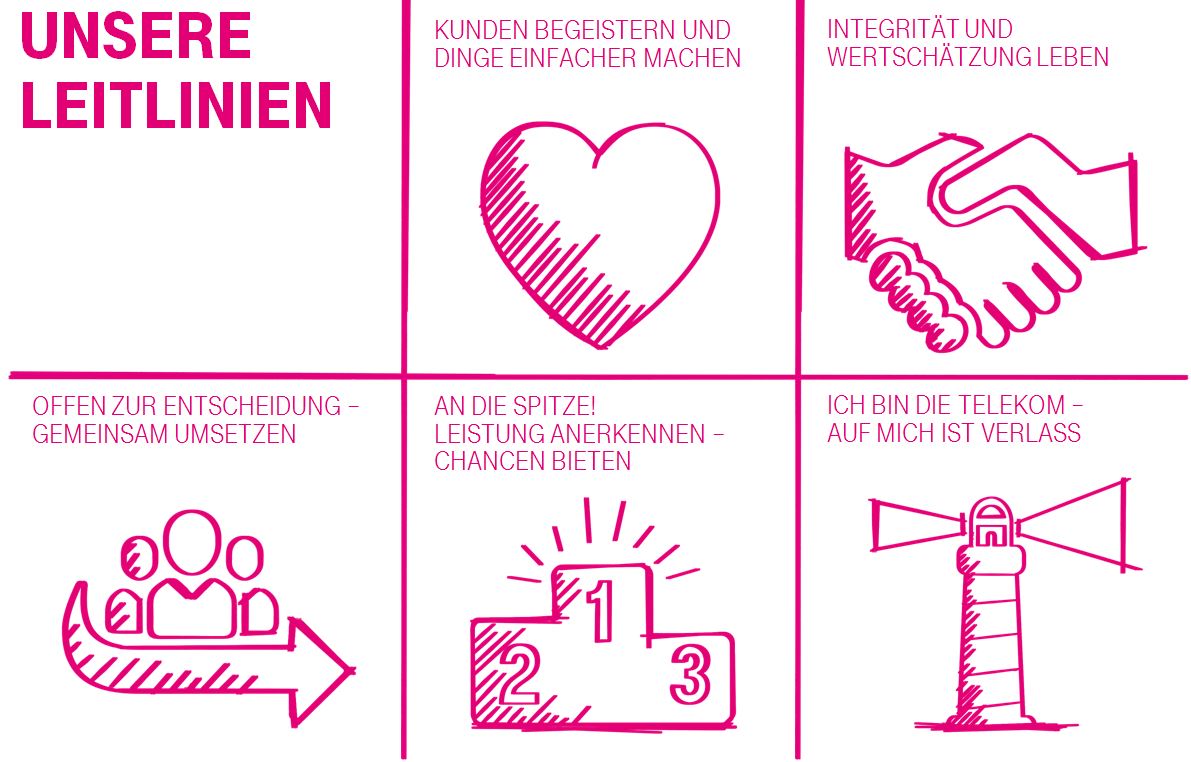 UNSERE
LEITLINIEN
KUNDEN BEGEISTERN UND
DINGE EINFACHER MACHEN
INTEGRITÄT UND
WERTSCHÄTZUNG LEBEN
OFFEN ZUR ENTSCHEIDUNG –
GEMEINSAM UMSETZEN
AN DIE SPITZE!
LEISTUNG ANERKENNEN –
CHANCEN BIETEN
1
2 3
ICH BIN DIE TELEKOM –
AUF MICH IST VERLASS